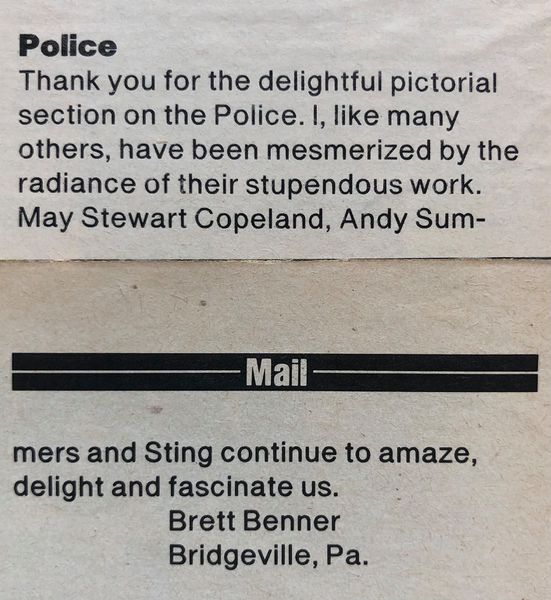 Police
Thank you for the delightful pictorial
section on the Police. I, like many
others, have been mesmerized by the
radiance of their stupendous work.
May Stewart Copeland, Andy Sum-
Mail
mers and Sting continue to amaze,
delight and fascinate us.
Brett Benner
Bridgeville, Pa.